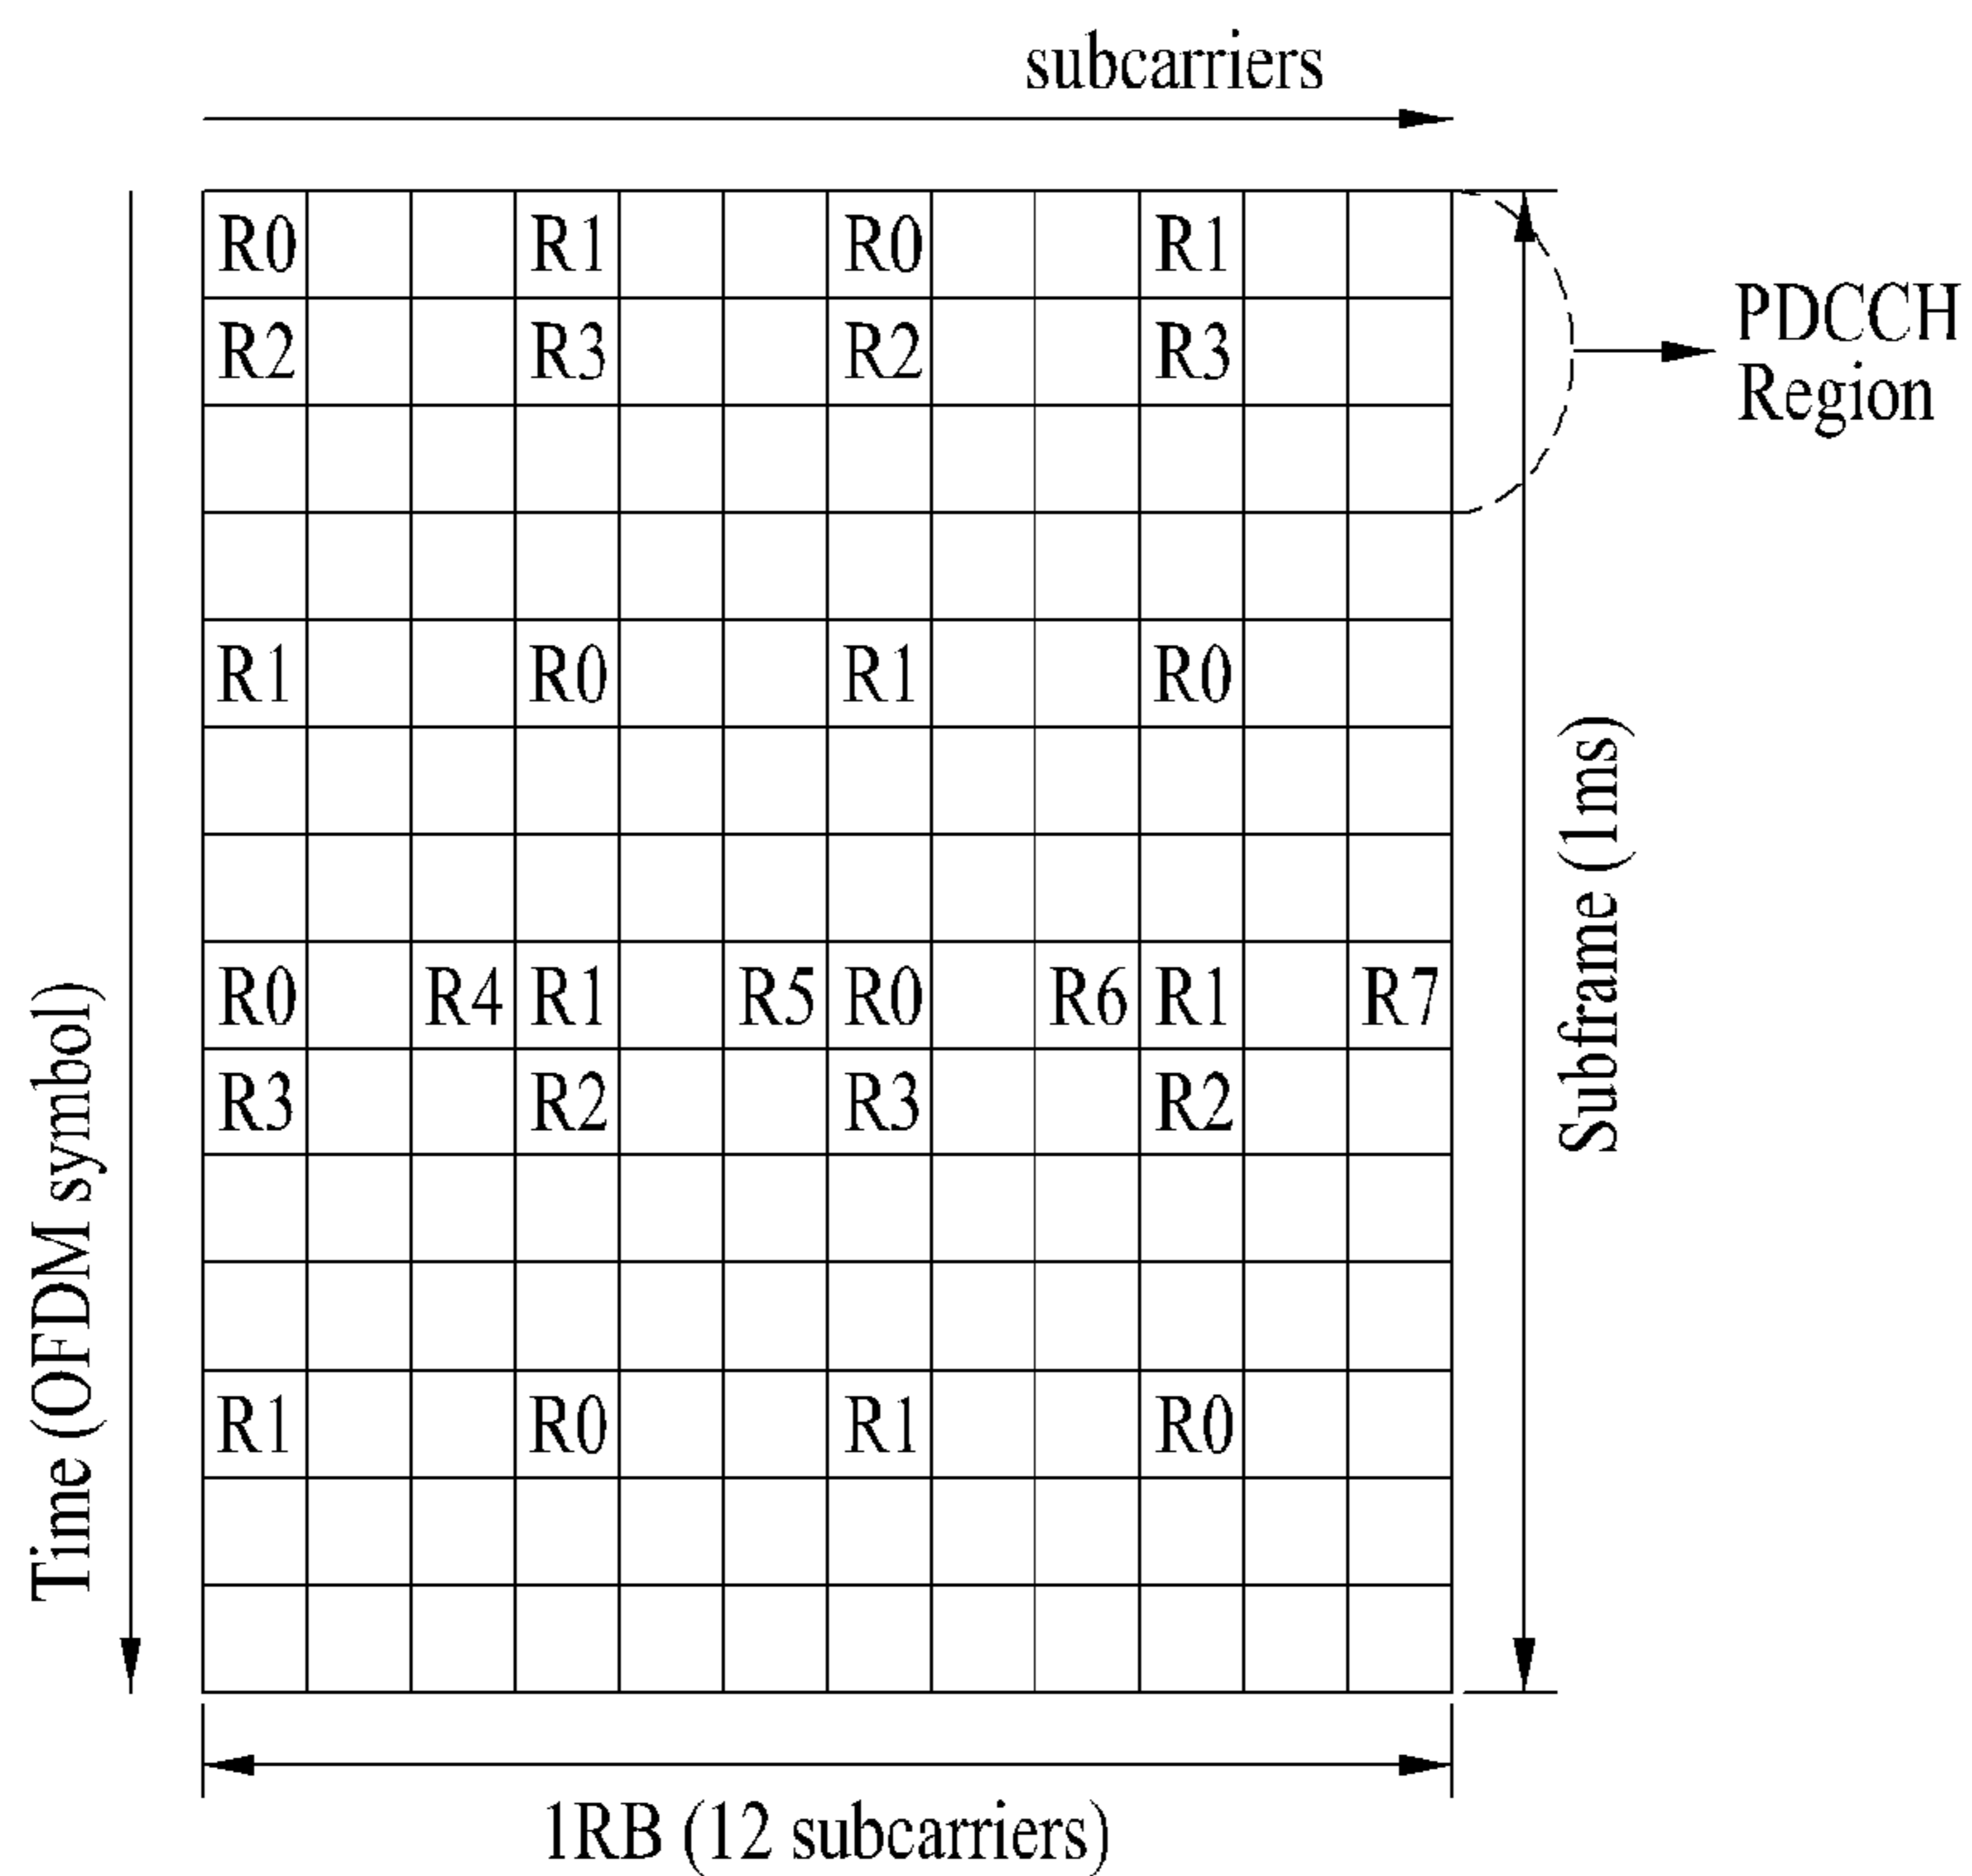 subcarriers
R0 R1 R0 R1
R2 R3 R2 R3
PDCCH
Region
R1 R0 R1 R0
R0 R4 R1 R5 R0 R6 R1 R7
R3 R2 R3 R2
R1 R0 R1 R0
Time (OFDM symbol)
Subframe (1ms)
1RB (12 subcarriers)